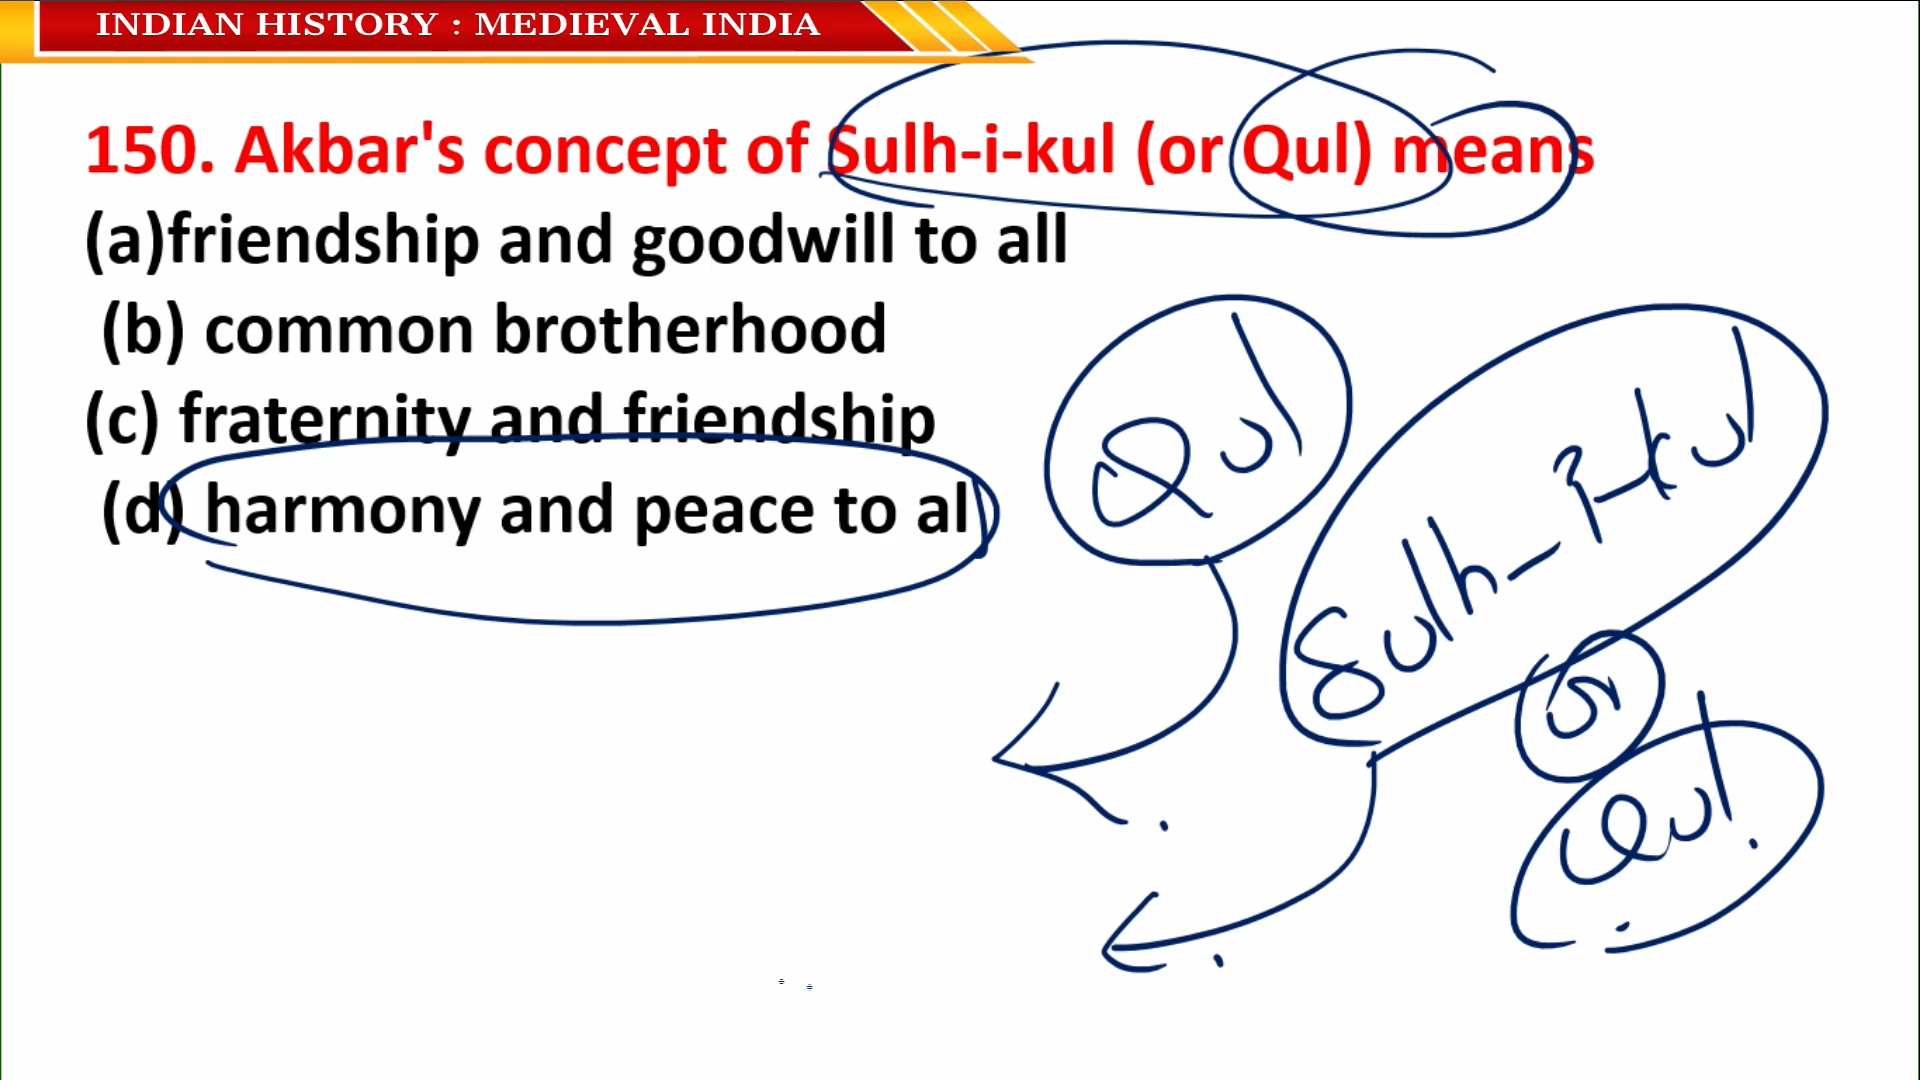 INDIAN HISTORY : MEDIEVAL INDIA
150. Akbar's concept of Sulh-i-kul (or Qul) means
(a)friendship and goodwill to all
(b) common brotherhood
(c) fraternity and friendship
(d) harmony and peace to al
Qul
Sulh-i-kul
or
Qul.